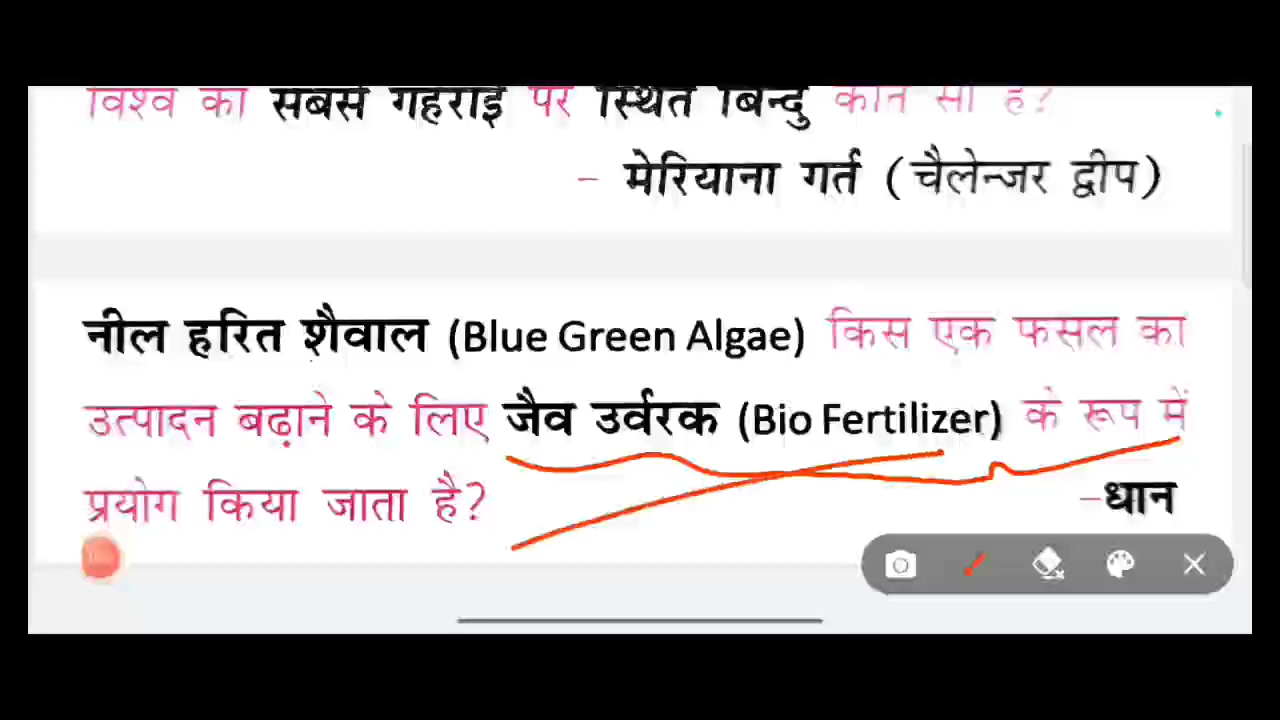 विश्व का सबसे गहराई पर स्थित बिन्दु कौन सा है?
- मेरियाना गर्त (चैलेन्जर द्वीप)
नील हरित शैवाल (Blue Green Algae) किस एक फसल का
उत्पादन बढ़ाने के लिए जैव उर्वरक (Bio Fertilizer) के रूप में
प्रयोग किया जाता है?
-धान